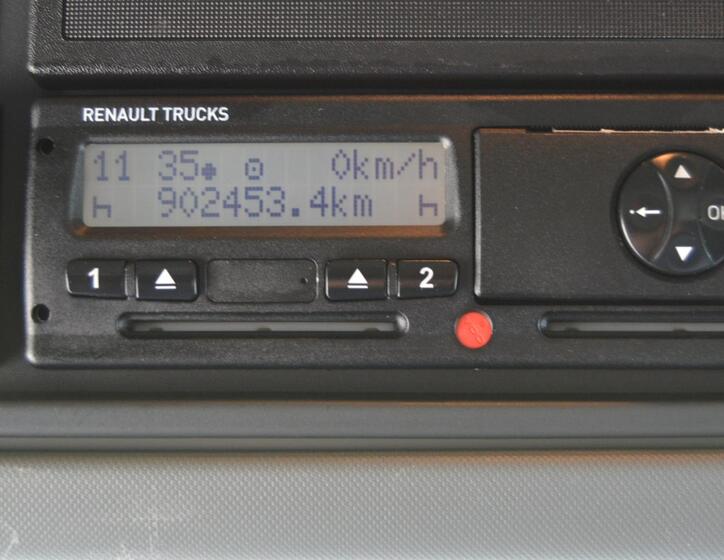 RENAULT TRUCKS
11 35 0km/h
902453.4km
1 2